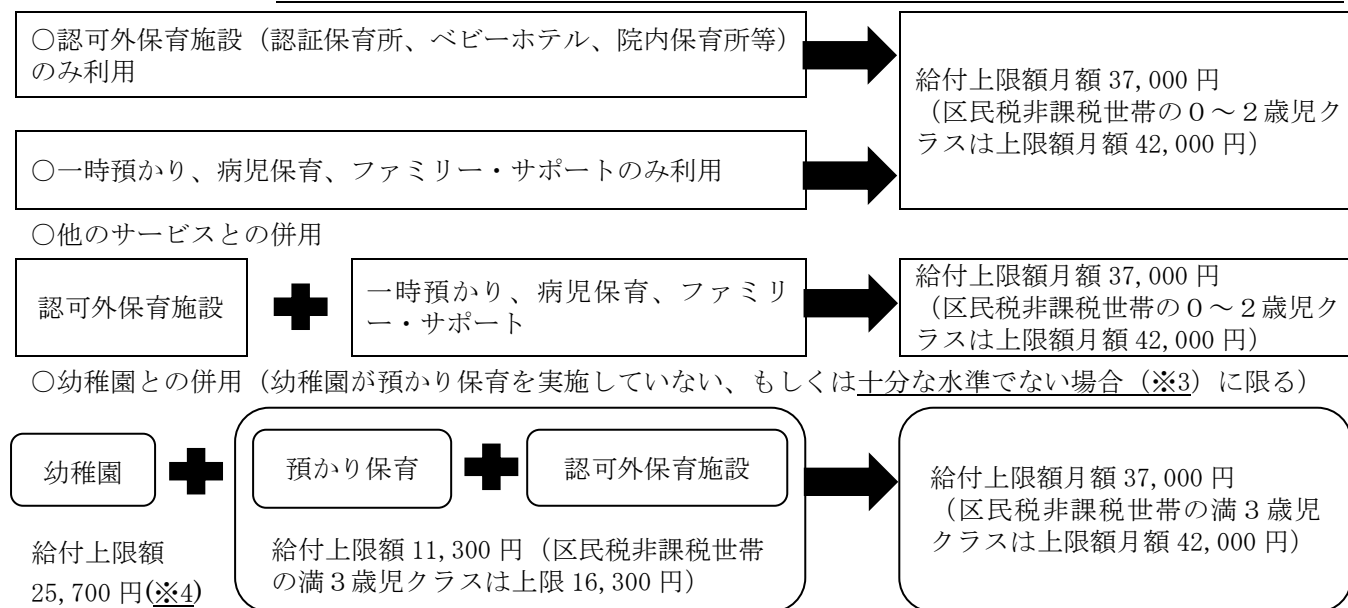 ○認可外保育施設（認証保育所、ベビーホテル、院内保育所等）
のみ利用
給付上限額月額 37,000 円
（区民税非課税世帯の０～２歳児ク
ラスは上限額月額 42,000 円）
○一時預かり、病児保育、ファミリー・サポートのみ利用
○他のサービスとの併用
認可外保育施設
一時預かり、病児保育、ファミリ
ー・サポート
給付上限額月額 37,000 円
（区民税非課税世帯の０～２歳児ク
ラスは上限額月額 42,000 円）
○幼稚園との併用（幼稚園が預かり保育を実施していない、もしくは十分な水準でない場合（※3）に限る）
幼稚園
預かり保育
認可外保育施設
給付上限額
25,700 円(※4)
給付上限額 11,300 円（区民税非課税世帯
の満３歳児クラスは上限 16,300 円）
給付上限額月額 37,000 円
（区民税非課税世帯の満３歳児
クラスは上限額月額 42,000 円）